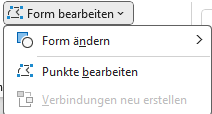 Form bearbeiten
Form ändern
Punkte bearbeiten
Verbindungen neu erstellen